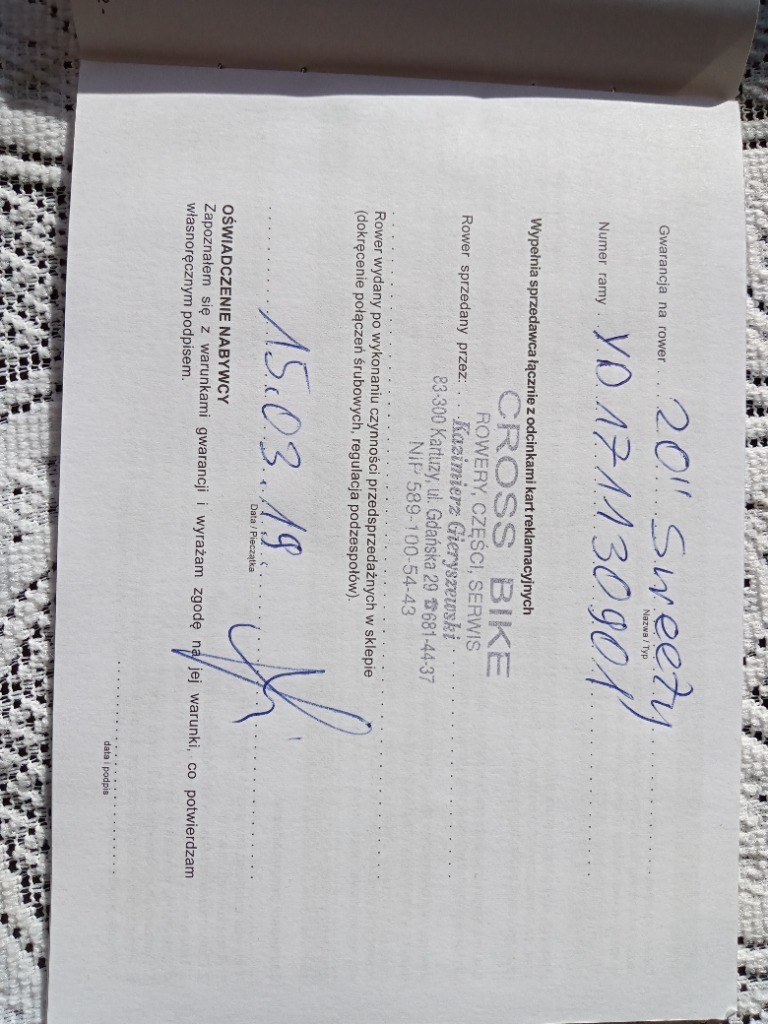 Gwarancja na rower 20" Sweety
Nazwa / Typ
Numer ramy YD17113090
Wypełnia sprzedawca łącznie z odcinkami kart reklamacyjnych
CROSS BIKE
ROWERY, CZĘŚCI, SERWIS
Rower sprzedany przez: Kazimierz Gieryszewski
83-300 Kartuzy, ul. Gdańska 29 ☎681-44-37
NIP 589-100-54-43
Rower wydany po wykonaniu czynności przedsprzedażnych w sklepie
(dokręcenie połączeń śrubowych, regulacja podzespołów).
15.03.19
Data / Pieczątka
OŚWIADCZENIE NABYWCY
Zapoznałem się z warunkami gwarancji i wyrażam zgodę na jej warunki, co potwierdzam
własnoręcznym podpisem.
data i podpis